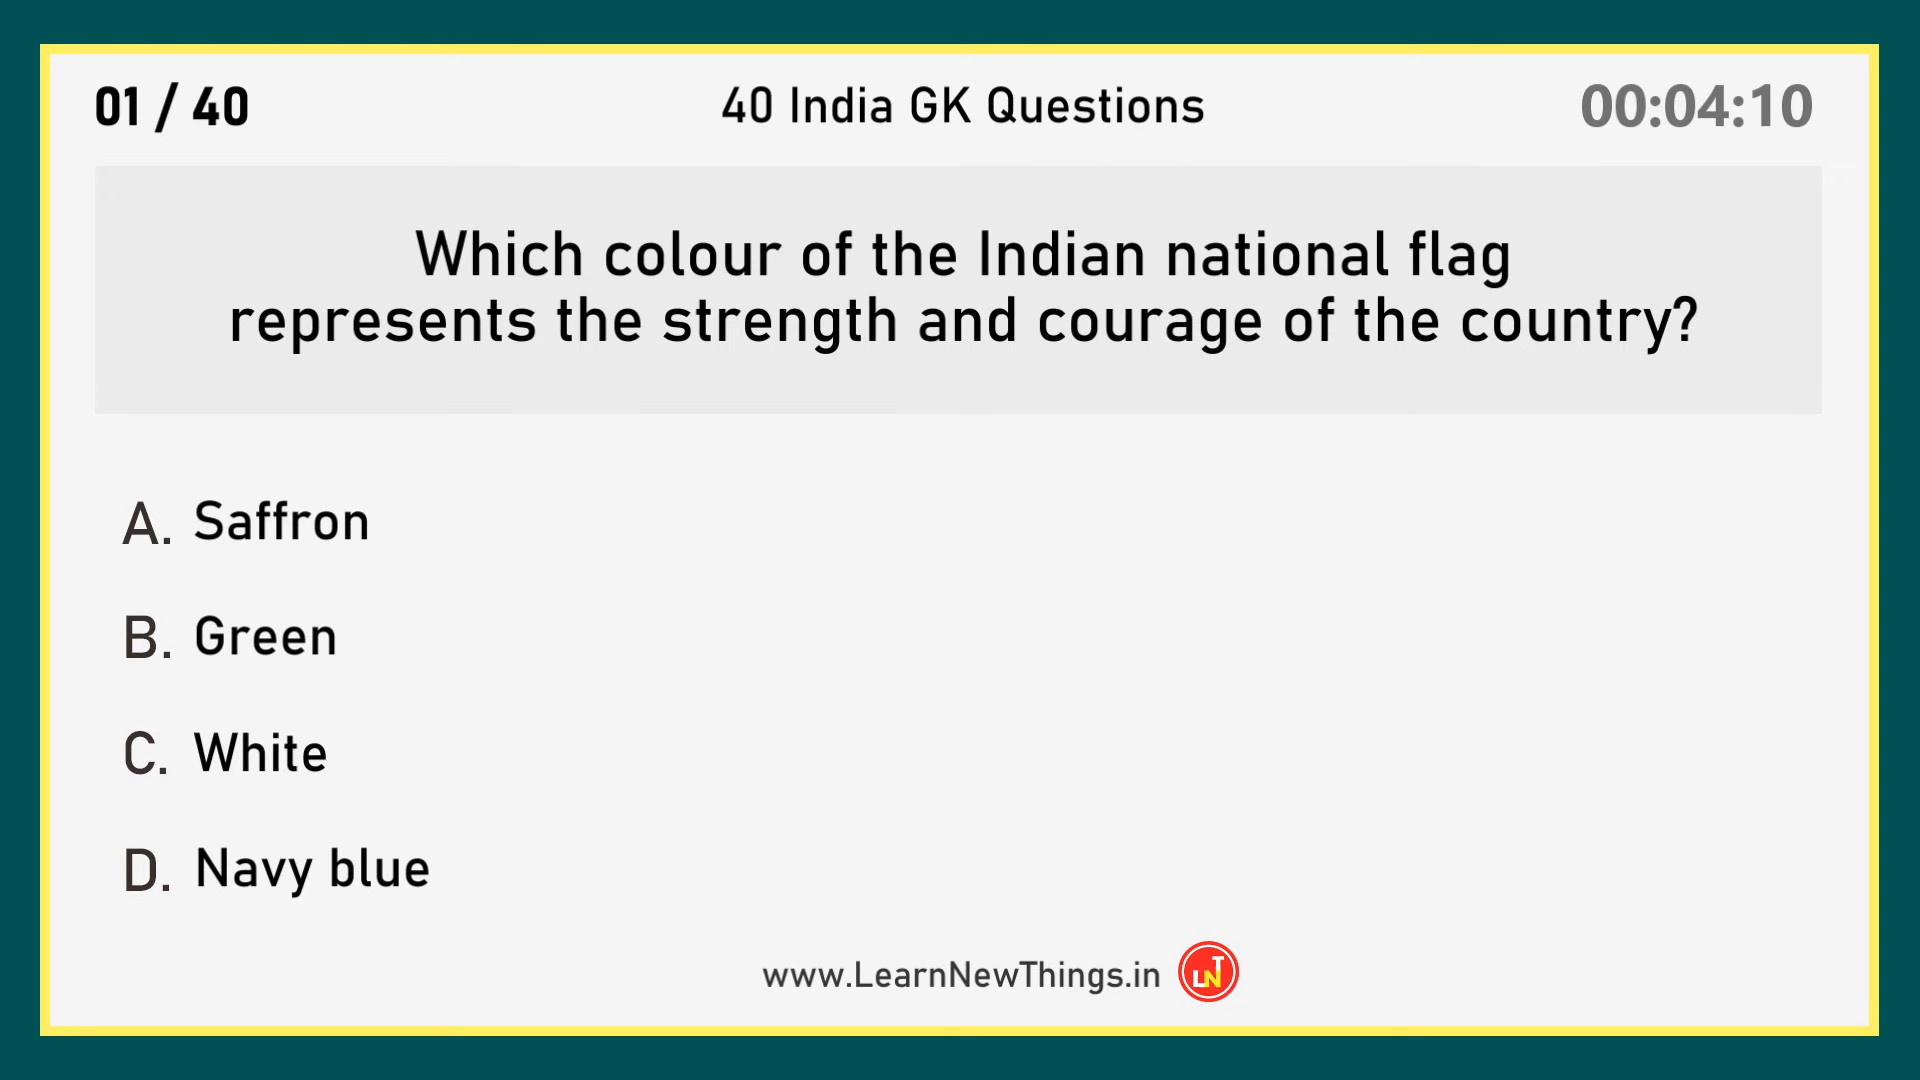 01 / 40
40 India GK Questions
00:04:10
Which colour of the Indian national flag
represents the strength and courage of the country?
A. Saffron
B. Green
C. White
D. Navy blue
www.LearnNewThings.in
LNT